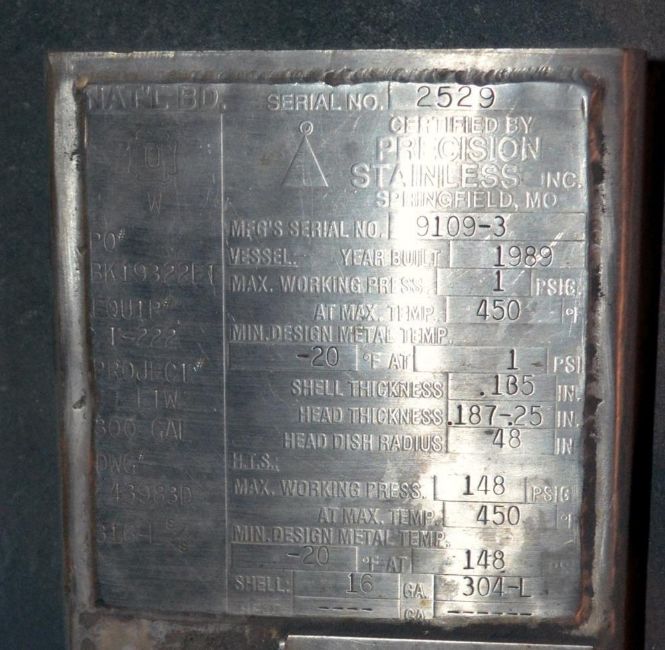 NAT'L. BD. SERIAL NO. 2529
CERTIFIED BY
PRECISION
STAINLESS INC.
SPRINGFIELD, MO
W
PO#
EQUIP#
T-222
PROJECT#
800 GAL
DWG#
43983D
MFG'S SERIAL NO. 9109-3
VESSEL. YEAR BUILT 1989
MAX. WORKING PRESS. 1 PSIG
AT MAX. TEMP. 450 °F
MIN. DESIGN METAL TEMP.
-20 °F AT 1 PSI
SHELL THICKNESS IN.
HEAD THICKNESS .187-.25 IN.
HEAD DISH RADIUS 48 IN
H.T.S.:
MAX. WORKING PRESS. 148 PSIG
AT MAX. TEMP. 450 °F
MIN. DESIGN METAL TEMP.
-20 °F AT 148
SHELL: 16 GA. 304-L
---- GA. ------